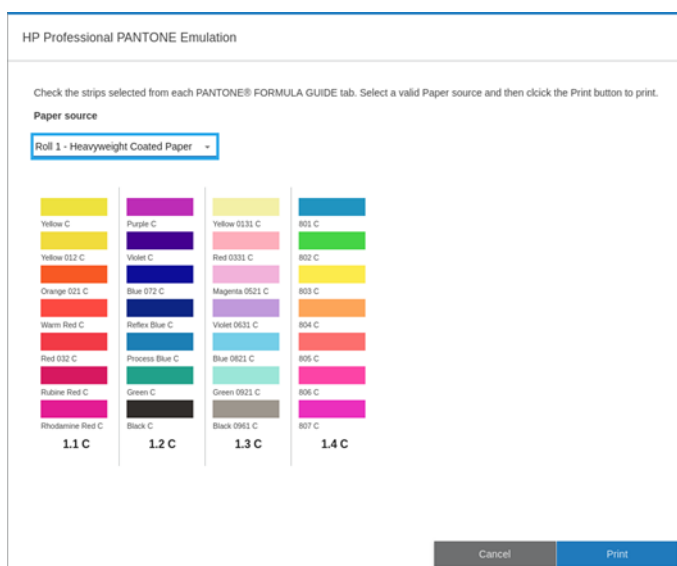 HP Professional PANTONE Emulation
Check the strips selected from each PANTONE® FORMULA GUIDE tab. Select a valid Paper source and then clcick the Print button to print.
Paper source
Roll 1 - Heavyweight Coated Paper
Yellow C
Purple C
Yellow 0131 C
801 C
Yellow 012 C
Violet C
Red 0331 C
802 C
Orange 021 C
Blue 072 C
Magenta 0521 C
803 C
Warm Red C
Reflex Blue C
Violet 0631 C
804 C
Red 032 C
Process Blue C
Blue 0821 C
805 C
Rubine Red C
Green C
Green 0921 C
806 C
Rhodamine Red C
Black C
Black 0961 C
807 C
1.1 C
1.2 C
1.3 C
1.4 C
Cancel
Print